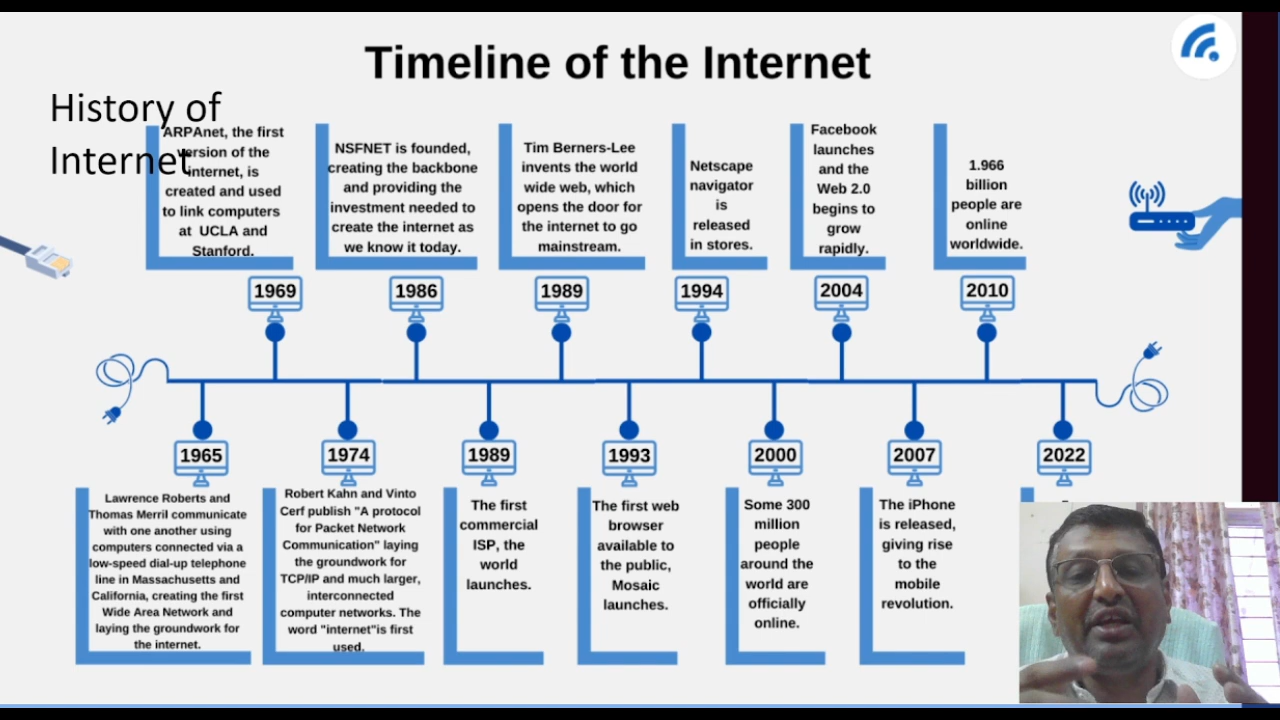 Timeline of the Internet
History of
Internet
ARPAnet, the first
version of the
internet, is
created and used
to link computers
at UCLA and
Stanford.
NSFNET is founded,
creating the backbone
and providing the
investment needed to
create the internet as
we know it today.
Tim Berners-Lee
invents the world
wide web, which
opens the door for
the internet to go
mainstream.
Netscape
navigator
is
released
in stores.
Facebook
launches
and the
Web 2.0
begins to
grow
rapidly.
1.966
billion
people are
online
worldwide.
1969
1986
1989
1994
2004
2010
1965
1974
1989
1993
2000
2007
2022
Lawrence Roberts and
Thomas Merril communicate
with one another using
computers connected via a
low-speed dial-up telephone
line in Massachusetts and
California, creating the first
Wide Area Network and
laying the groundwork for
the internet.
Robert Kahn and Vinto
Cerf publish "A protocol
for Packet Network
Communication" laying
the groundwork for
TCP/IP and much larger,
interconnected
computer networks. The
word "internet"is first
used.
The first
commercial
ISP, the
world
launches.
The first web
browser
available to
the public,
Mosaic
launches.
Some 300
million
people
around the
world are
officially
online.
The iPhone
is released,
giving rise
to the
mobile
revolution.